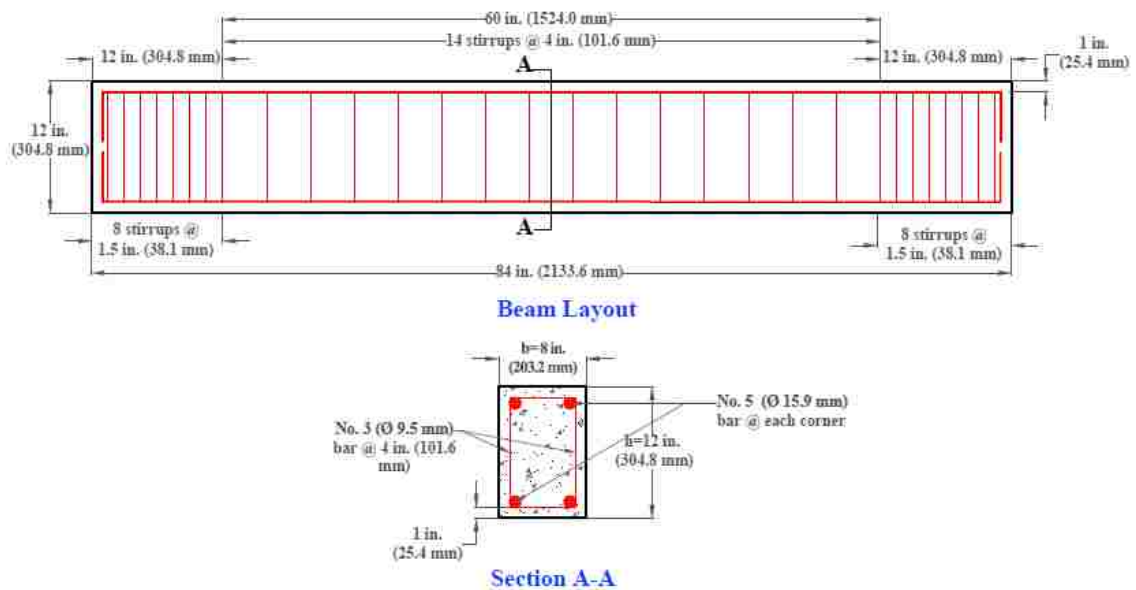 60 in. (1524.0 mm)
14 stirrups @ 4 in. (101.6 mm)
1 in.
(25.4 mm)
12 in. (304.8 mm)
A
12 in. (304.8 mm)
12 in.
(304.8 mm)
A
8 stirrups @
1.5 in. (38.1 mm)
8 stirrups @
1.5 in. (38.1 mm)
84 in. (2133.6 mm)
Beam Layout
b=8 in.
(203.2 mm)
No. 5 (Ø 15.9 mm)
bar @ each corner
No. 3 (Ø 9.5 mm)
bar @ 4 in. (101.6
mm)
h=12 in.
(304.8 mm)
1 in.
(25.4 mm)
Section A-A